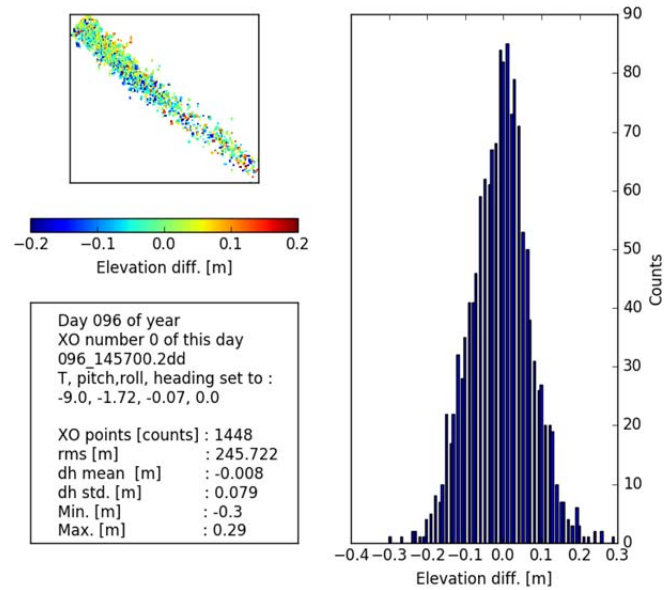 −0.2 −0.1 0.0 0.1 0.2
Elevation diff. [m]
Day 096 of year
XO number 0 of this day
096_145700.2dd
T, pitch,roll, heading set to :
-9.0, -1.72, -0.07, 0.0
XO points [counts] : 1448
rms [m] : 245.722
dh mean [m] : -0.008
dh std. [m] : 0.079
Min. [m] : -0.3
Max. [m] : 0.29
90
80
70
60
50
40
30
20
10
0
Counts
−0.4 −0.3 −0.2 −0.1 0.0 0.1 0.2 0.3
Elevation diff. [m]